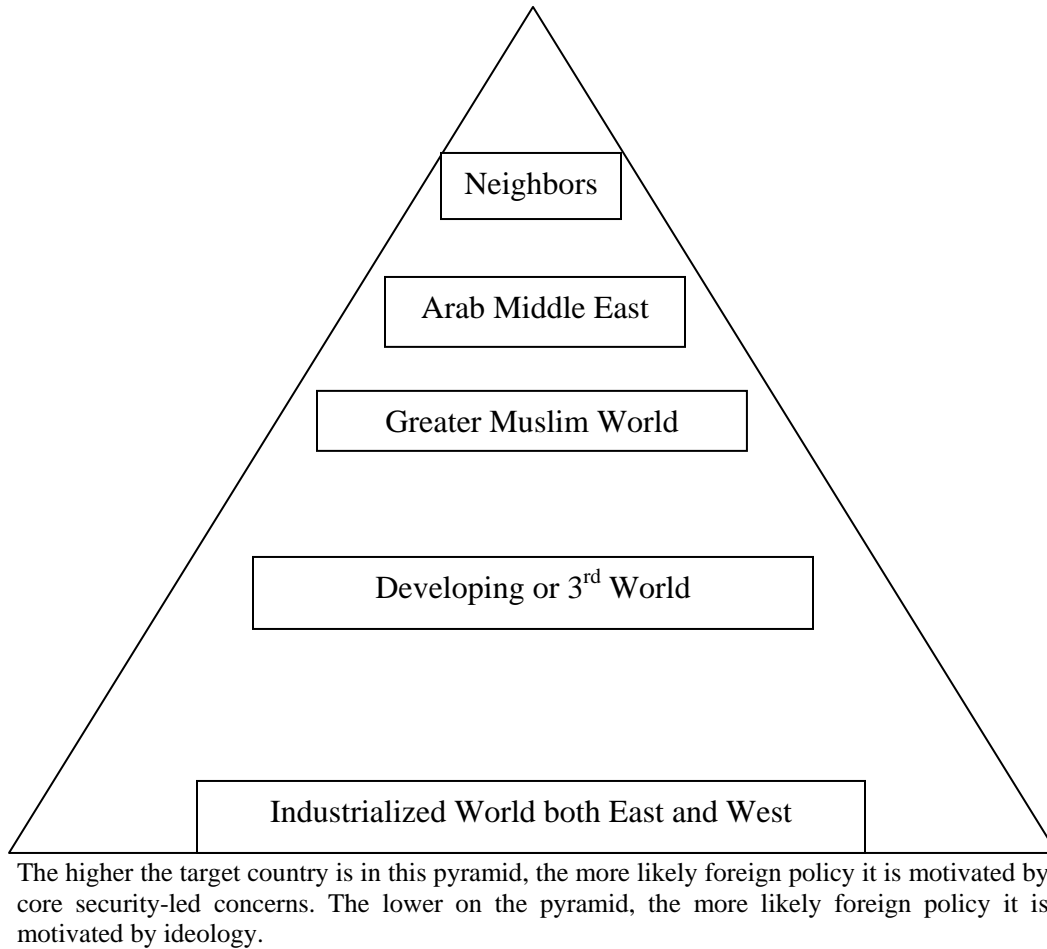 Neighbors
Arab Middle East
Greater Muslim World
Developing or 3rd World
Industrialized World both East and West
The higher the target country is in this pyramid, the more likely foreign policy it is motivated by
core security-led concerns. The lower on the pyramid, the more likely foreign policy it is
motivated by ideology.